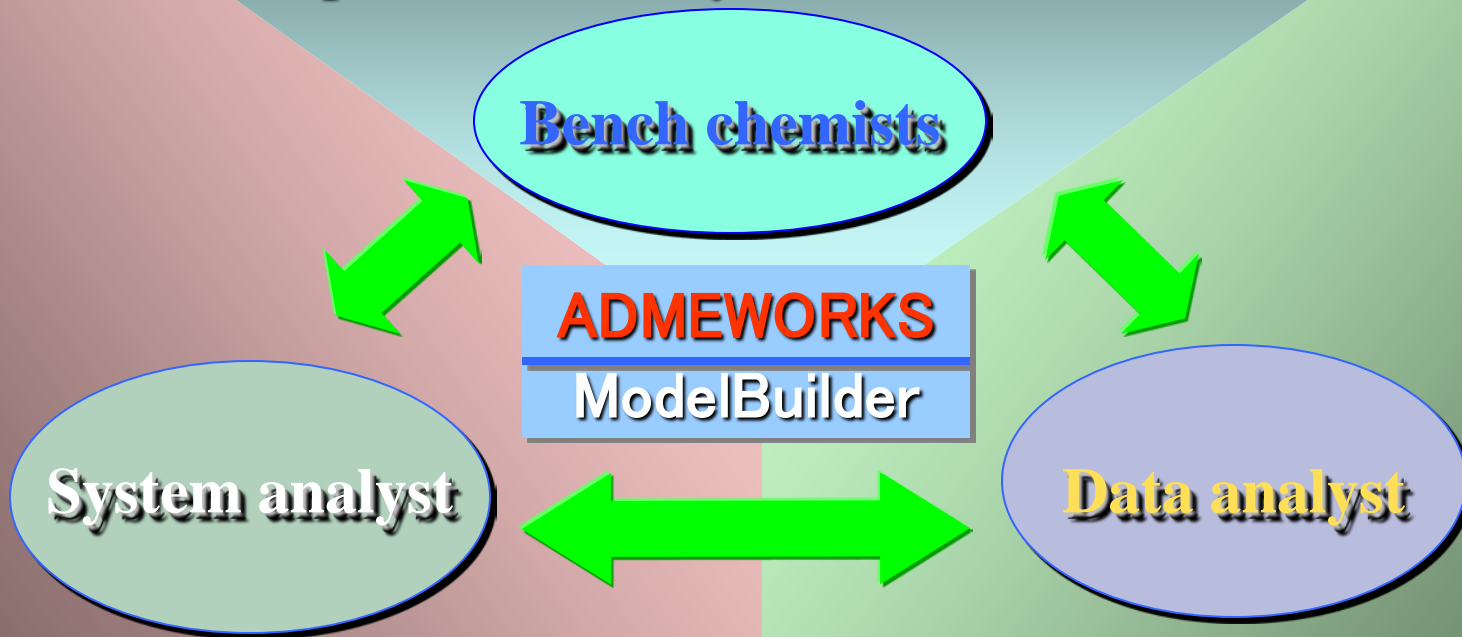 Bench chemists
ADMEWORKS
ModelBuilder
System analyst
Data analyst